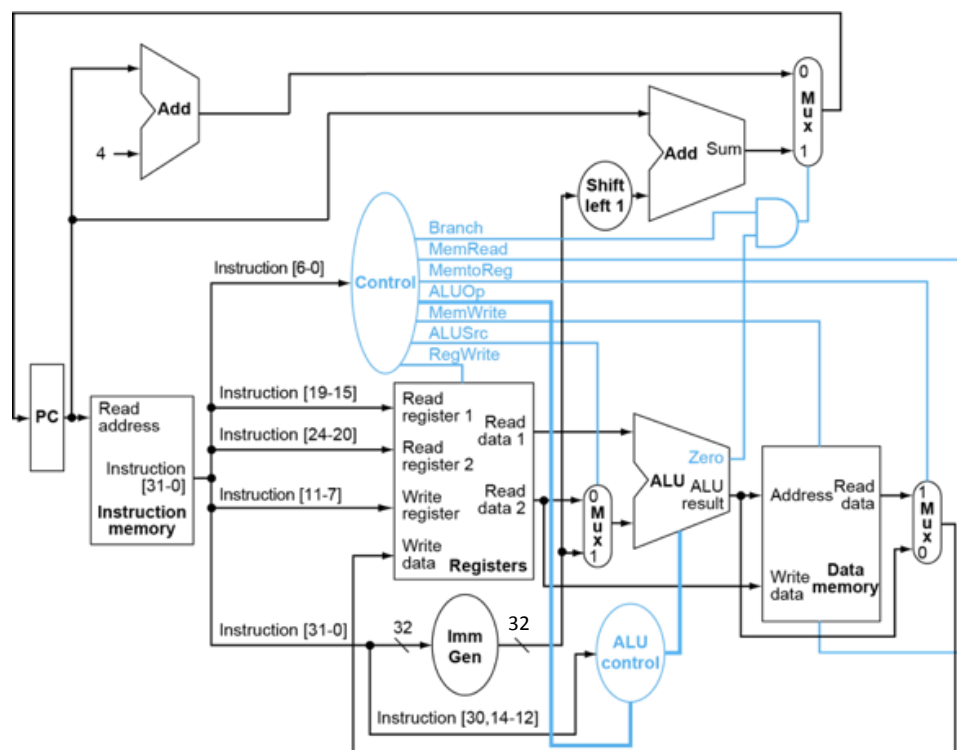 0
Mux
1
Add
4
Add
Sum
Shift
left 1
Branch
MemRead
MemtoReg
ALUOp
MemWrite
ALUSrc
RegWrite
Instruction [6-0]
Control
PC
Read
address
Instruction
[31-0]
Instruction
memory
Instruction [19-15]
Instruction [24-20]
Instruction [11-7]
Read
register 1
Read
register 2
Write
register
Write
data
Read
data 1
Read
data 2
Registers
0
Mux
1
Zero
ALU
ALU
result
Address
Read
data
Write
data
Data
memory
1
Mux
0
Instruction [31-0]
32
Imm
Gen
32
ALU
control
Instruction [30,14-12]